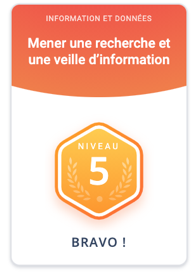 INFORMATION ET DONNÉES
Mener une recherche et
une veille d'information
NIVEAU
5
BRAVO !